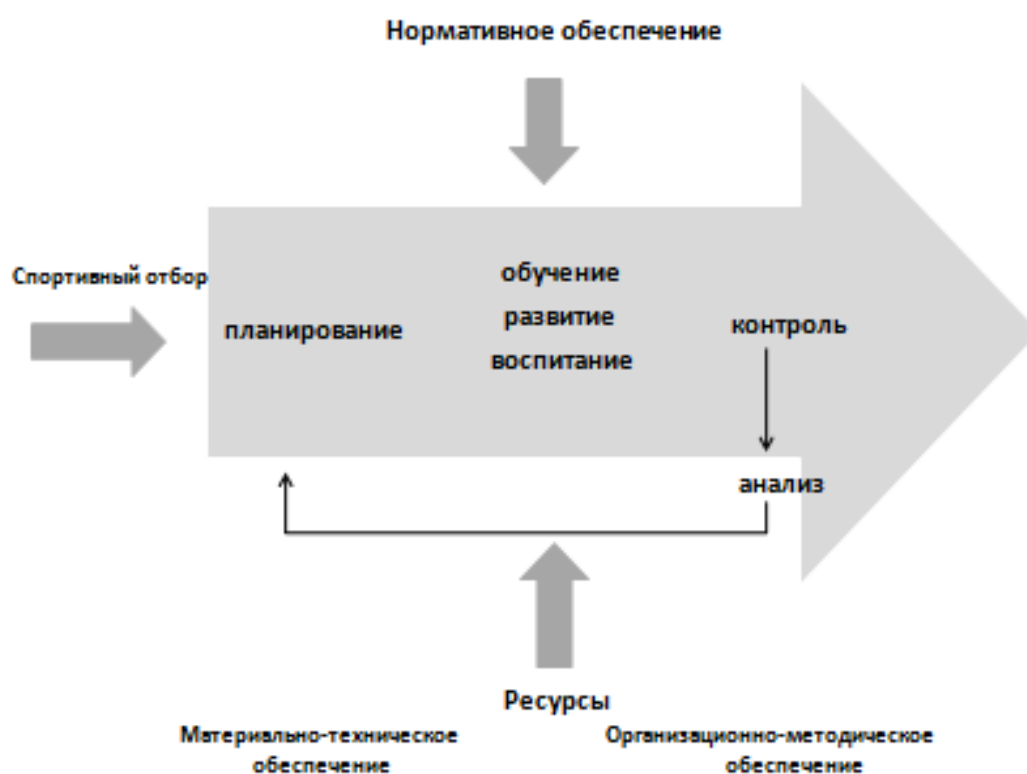 Нормативное обеспечение
Спортивный отбор
планирование
обучение
развитие
воспитание
контроль
анализ
Ресурсы
Материально-техническое
обеспечение
Организационно-методическое
обеспечение